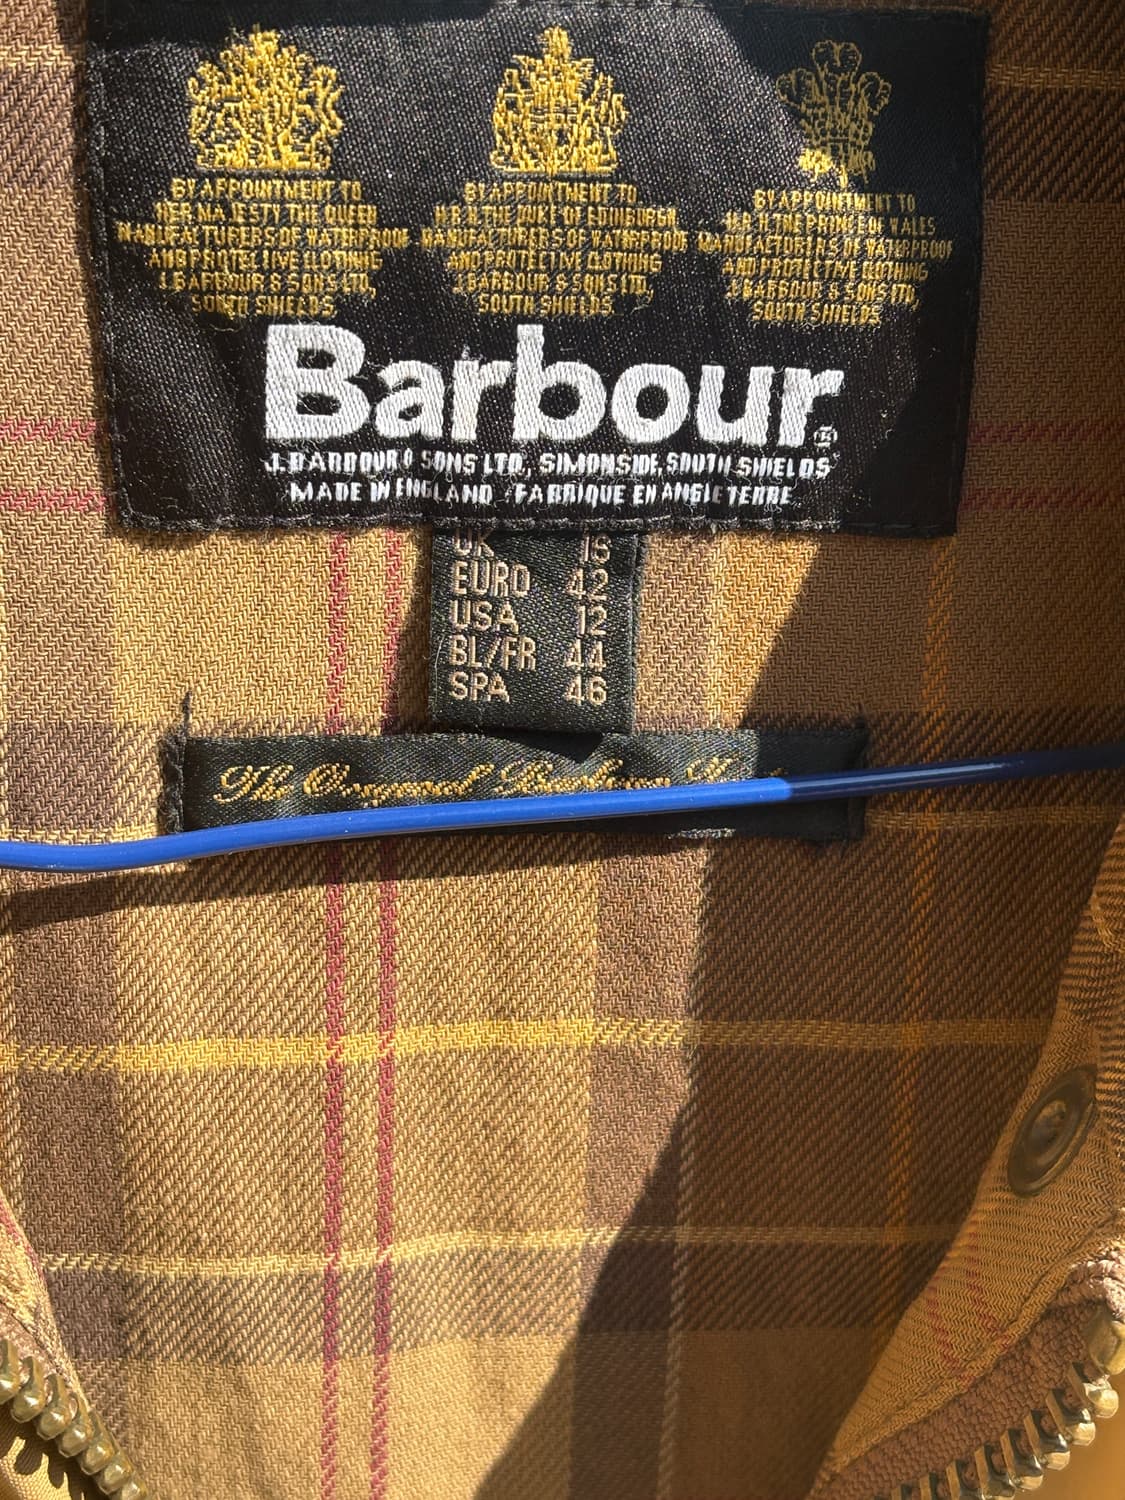 BY APPOINTMENT TO
HER MAJESTY THE QUEEN
MANUFACTURERS OF WATERPROOF
AND PROTECTIVE CLOTHING
J. BARBOUR & SONS LTD,
SOUTH SHIELDS.
BY APPOINTMENT TO
H.R.H. THE DUKE OF EDINBURGH
MANUFACTURERS OF WATERPROOF
AND PROTECTIVE CLOTHING
J. BARBOUR & SONS LTD,
SOUTH SHIELDS.
BY APPOINTMENT TO
H.R.H. THE PRINCE OF WALES
MANUFACTURERS OF WATERPROOF
AND PROTECTIVE CLOTHING
J. BARBOUR & SONS LTD,
SOUTH SHIELDS
Barbour®
J. BARBOUR & SONS LTD., SIMONSIDE, SOUTH SHIELDS
MADE IN ENGLAND · FABRIQUE EN ANGLETERRE
UK 16
EURO 42
USA 12
BL/FR 44
SPA 46
The Original Barbour